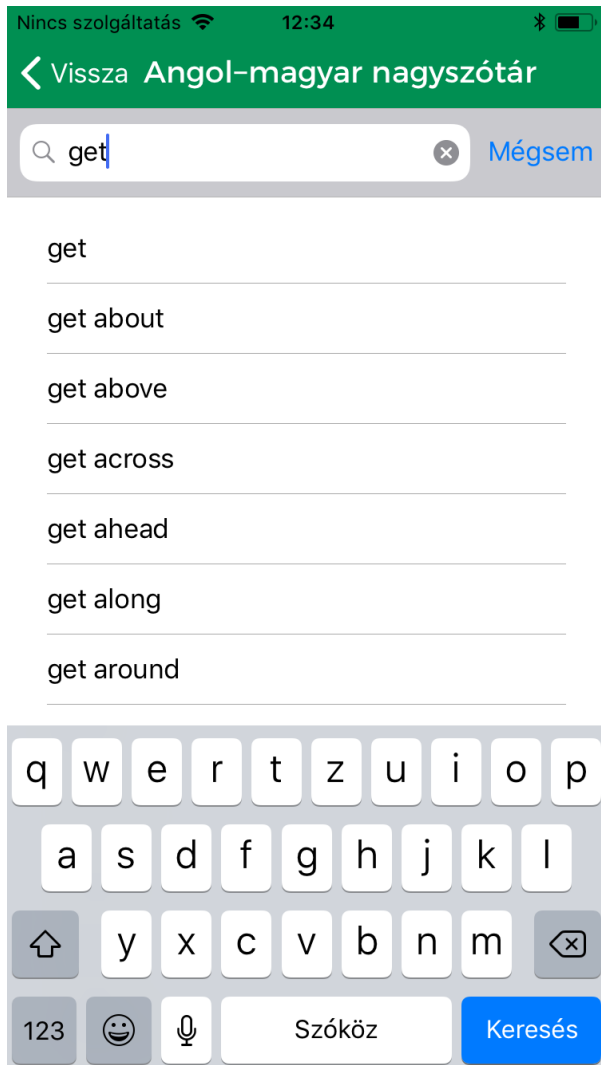 Nincs szolgáltatás 12:34
Vissza Angol-magyar nagyszótár
get Mégsem
get
get about
get above
get across
get ahead
get along
get around
q w e r t z u i o p
a s d f g h j k l
y x c v b n m
123 Szóköz Keresés